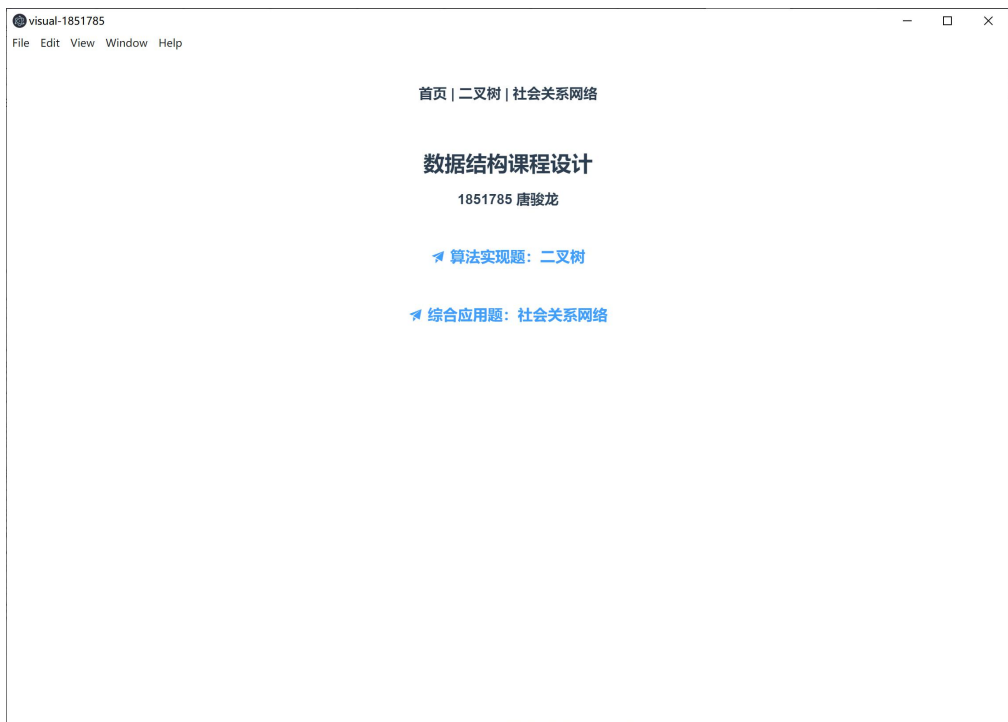 visual-1851785
File Edit View Window Help
首页 | 二叉树 | 社会关系网络
数据结构课程设计
1851785 唐骏龙
算法实现题：二叉树
综合应用题：社会关系网络